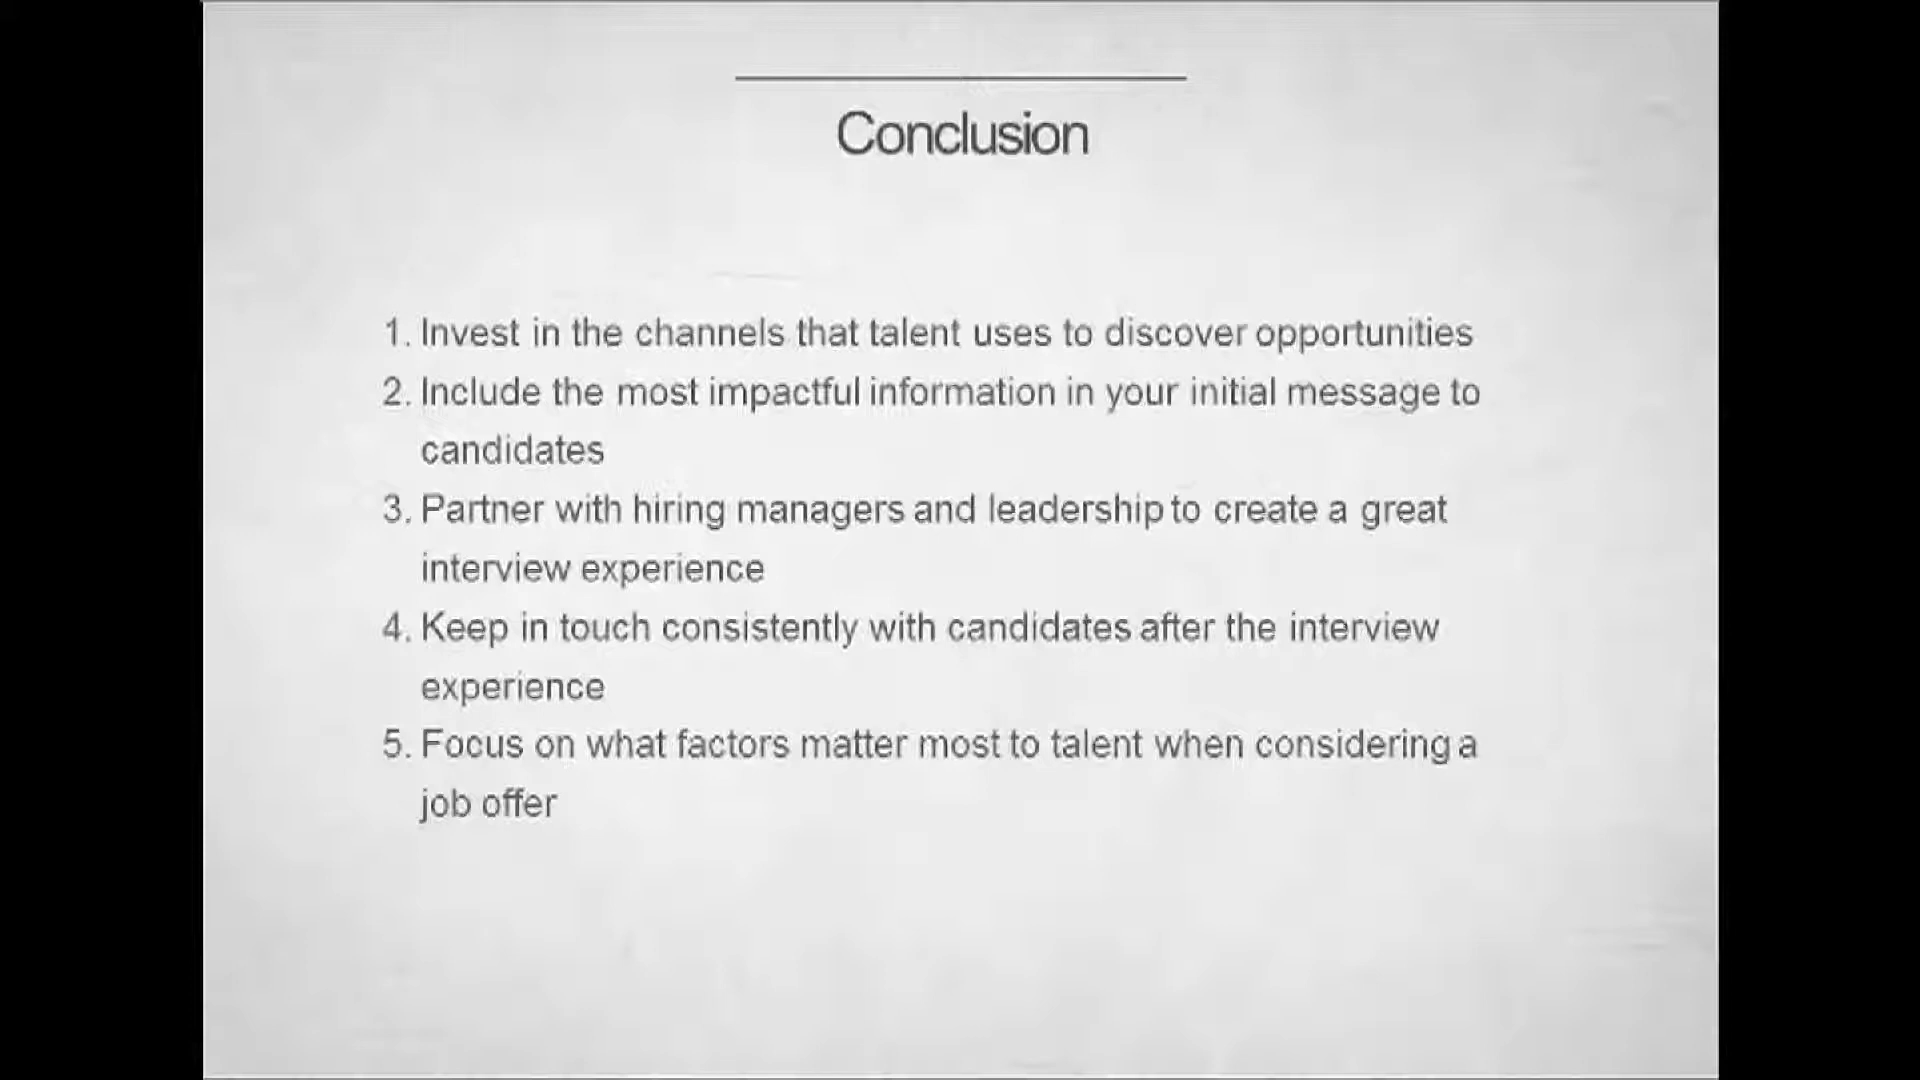 Conclusion
1. Invest in the channels that talent uses to discover opportunities
2. Include the most impactful information in your initial message to
candidates
3. Partner with hiring managers and leadership to create a great
interview experience
4. Keep in touch consistently with candidates after the interview
experience
5. Focus on what factors matter most to talent when considering a
job offer